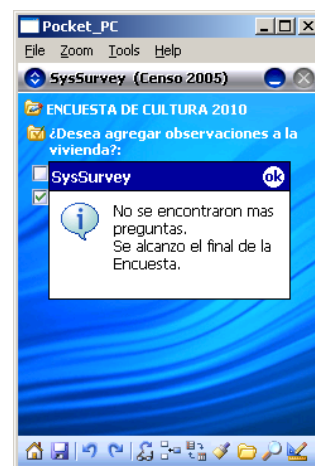 Pocket_PC
File Zoom Tools Help
SysSurvey (Censo 2005)
ENCUESTA DE CULTURA 2010
¿Desea agregar observaciones a la
vivienda?:
SysSurvey ok
No se encontraron mas
preguntas.
Se alcanzo el final de la
Encuesta.